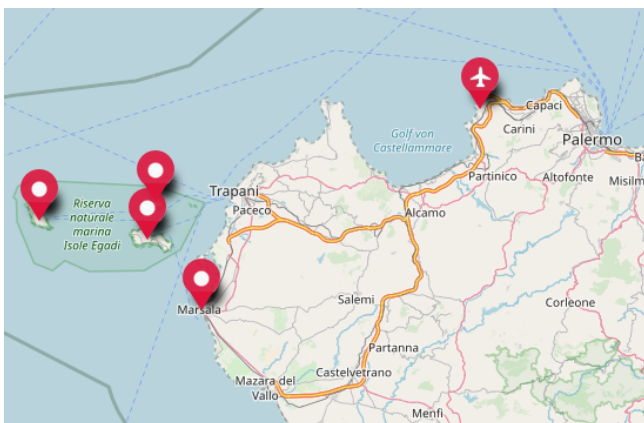 Capaci
Golf von
Castellammare
Carini
Palermo
Partinico
Altofonte
Misilm
Trapani
Paceco
Riserva
naturale
marina
Isole Egadi
Alcamo
Marsala
Salemi
Corleone
Partanna
Castelvetrano
Mazara del
Vallo
Menfi